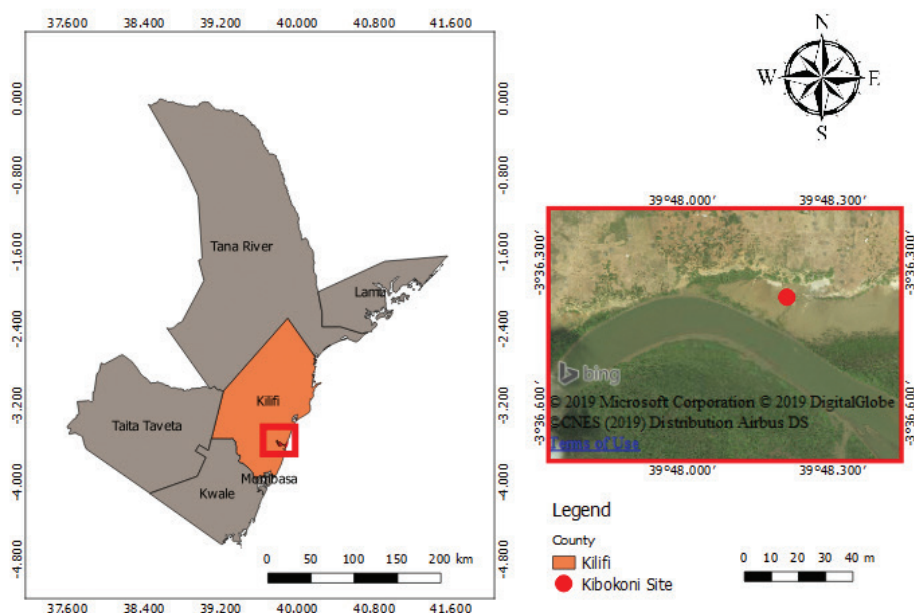 37.600 38.400 39.200 40.000 40.800 41.600
0.000
-0.800
-1.600
-2.400
-3.200
-4.000
-4.800
Tana River
Lamu
Kilifi
Taita Taveta
Mombasa
Kwale
0 50 100 150 200 km
0.000
-0.800
-1.600
-2.400
-3.200
-4.000
-4.800
37.600 38.400 39.200 40.000 40.800 41.600
N
W E
S
39°48.000′ 39°48.300′
-3°36.300′ -3°36.300′
bing
© 2019 Microsoft Corporation © 2019 DigitalGlobe
©CNES (2019) Distribution Airbus DS
Terms of Use
-3°36.600′ -3°36.600′
39°48.000′ 39°48.300′
Legend
County
Kilifi
Kibokoni Site
0 10 20 30 40 m